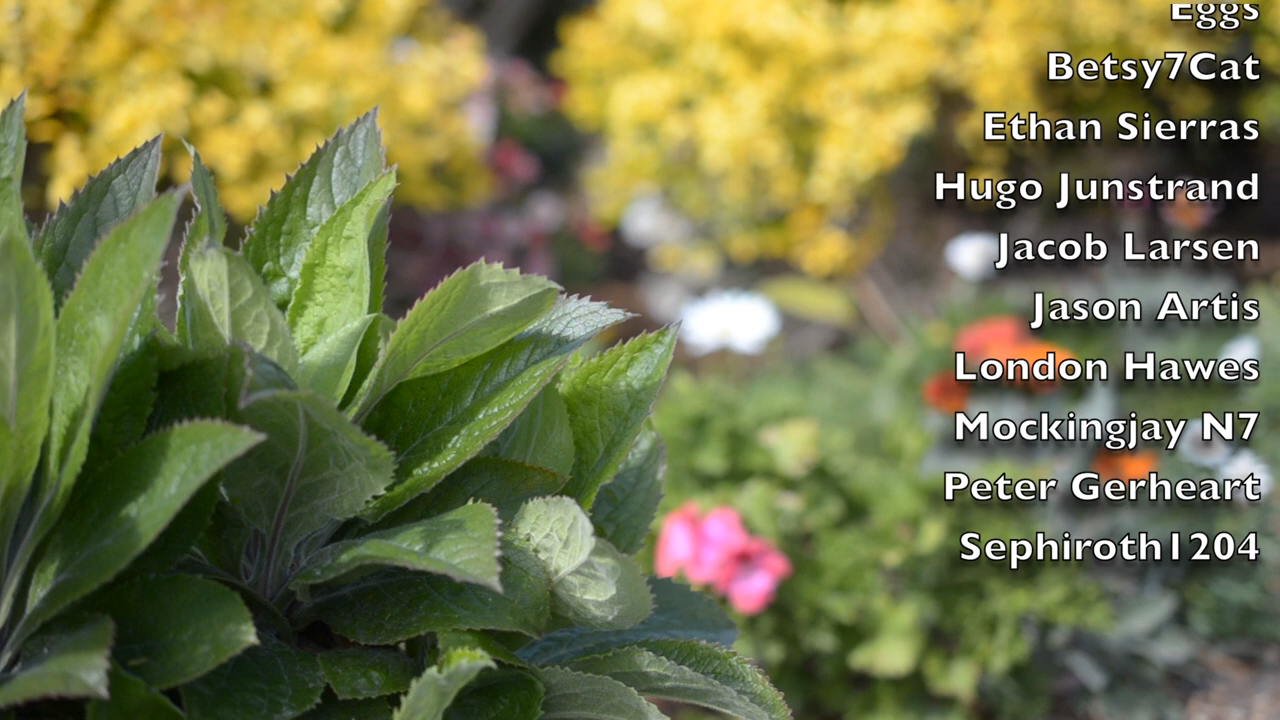 Eggs
Betsy7Cat
Ethan Sierras
Hugo Junstrand
Jacob Larsen
Jason Artis
London Hawes
Mockingjay N7
Peter Gerheart
Sephiroth1204